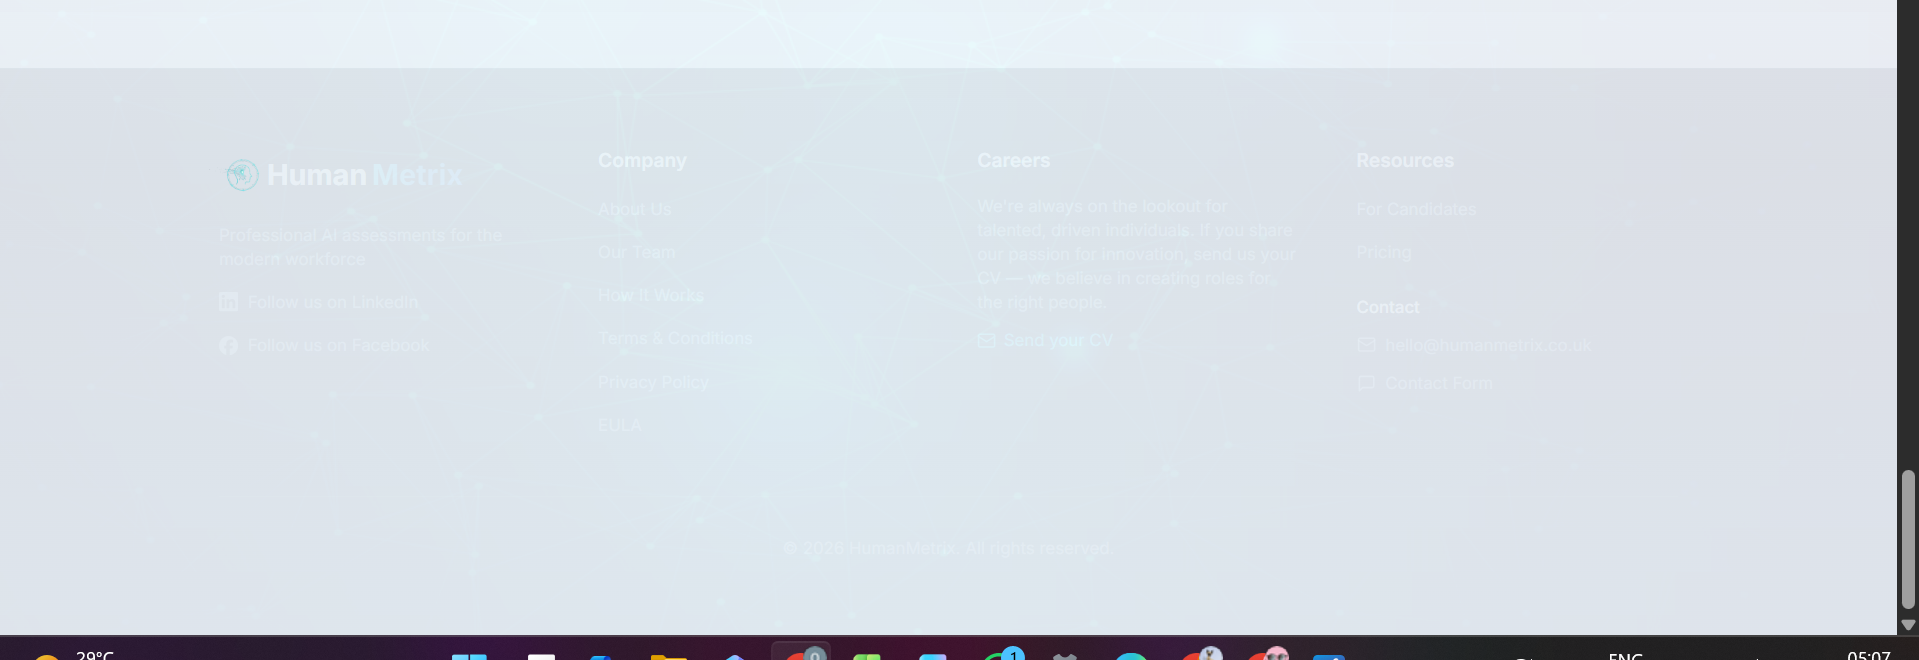 Human Metrix
Professional AI assessments for the
modern workforce
Follow us on LinkedIn
Follow us on Facebook
Company
About Us
Our Team
How It Works
Terms & Conditions
Privacy Policy
EULA
Careers
We're always on the lookout for
talented, driven individuals. If you share
our passion for innovation, send us your
CV — we believe in creating roles for
the right people.
Send your CV
Resources
For Candidates
Pricing
Contact
hello@humanmetrix.co.uk
Contact Form
© 2026 HumanMetrix. All rights reserved.
29°C
0
1
ENG
05:07